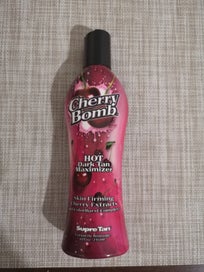 Cherry
Bomb
HOT
Dark Tan
Maximizer
Skin Firming
Cherry Extracts
Supre Tan